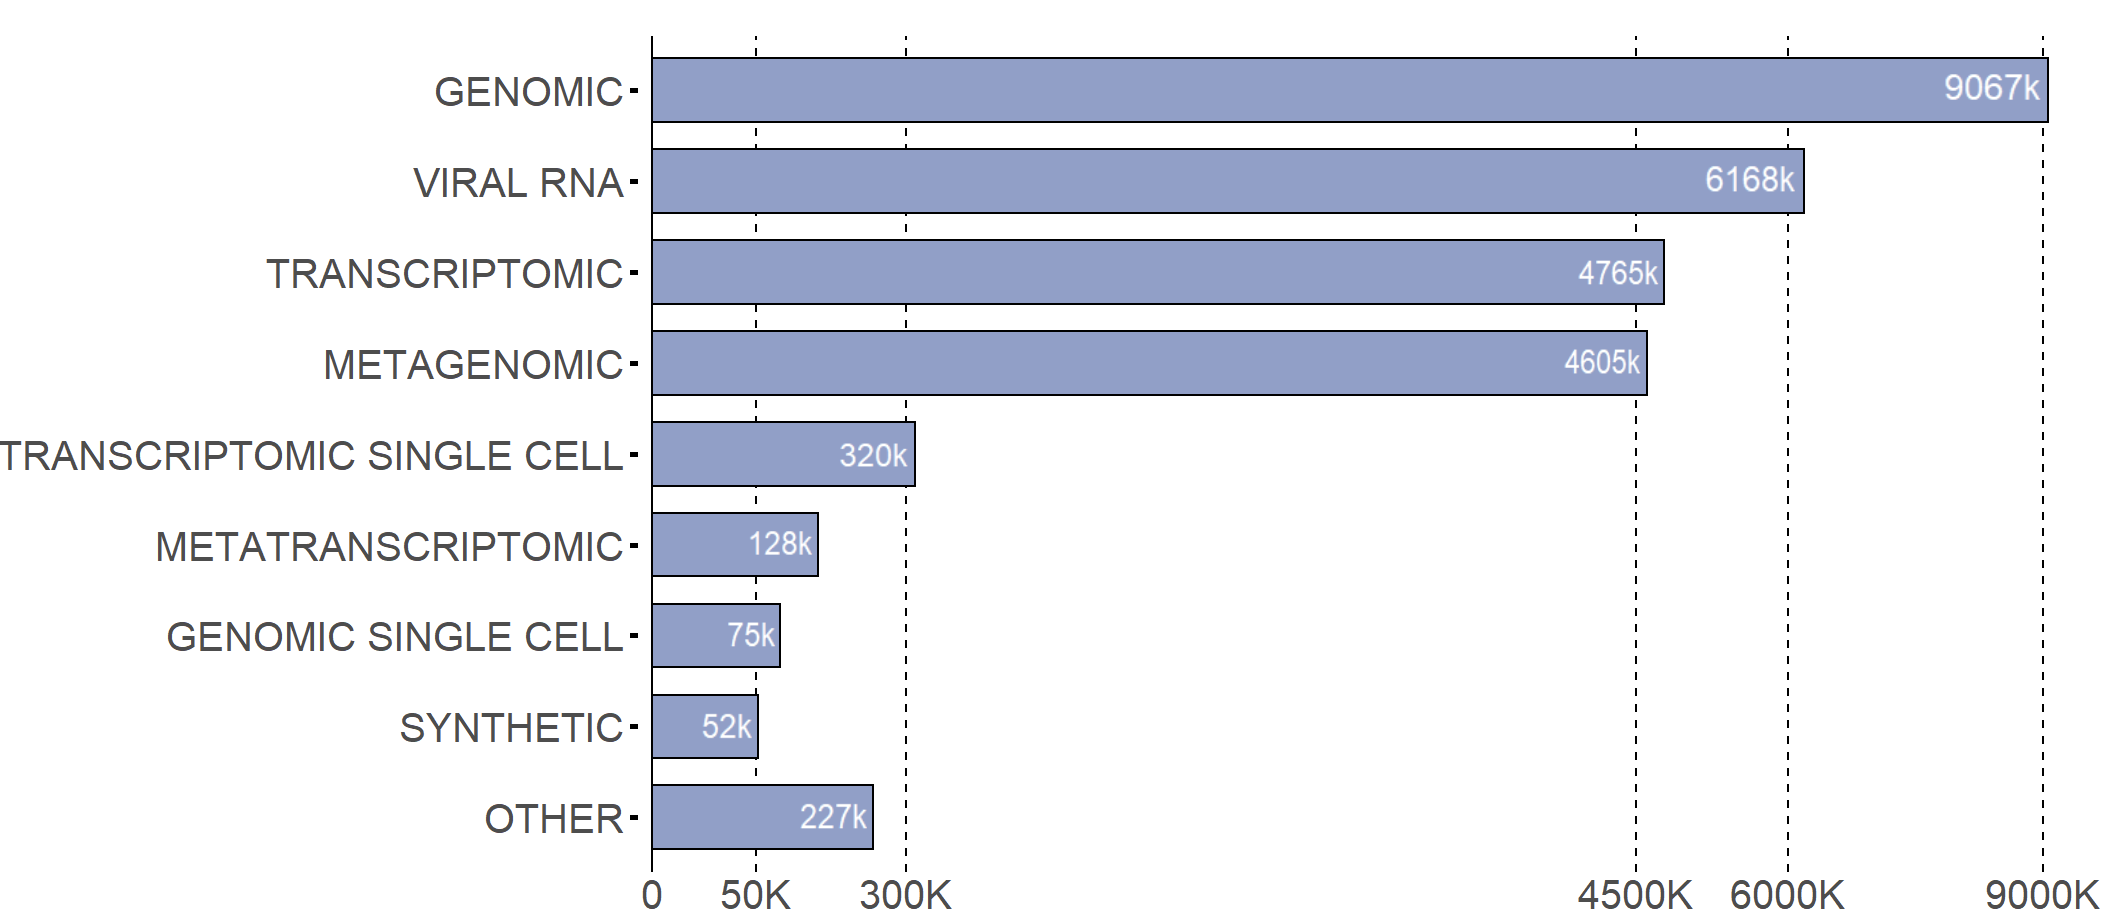 GENOMIC 9067k
VIRAL RNA 6168k
TRANSCRIPTOMIC 4765k
METAGENOMIC 4605k
TRANSCRIPTOMIC SINGLE CELL 320k
METATRANSCRIPTOMIC 128k
GENOMIC SINGLE CELL 75k
SYNTHETIC 52k
OTHER 227k
0 50K 300K 4500K 6000K 9000K